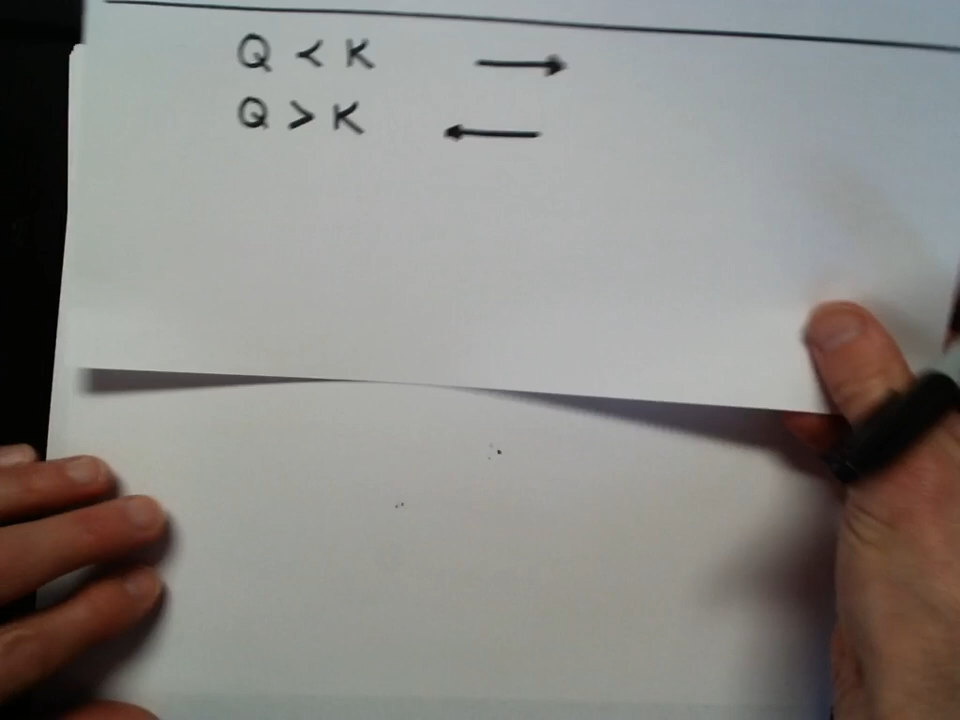 Q < K →
Q > K ←